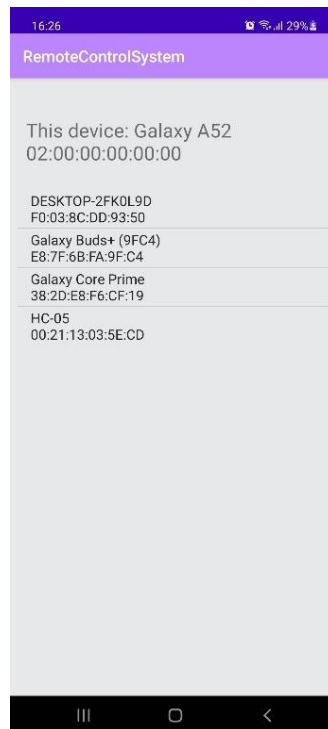 16:26 29%
RemoteControlSystem
This device: Galaxy A52
02:00:00:00:00:00
DESKTOP-2FK0L9D
F0:03:8C:DD:93:50
Galaxy Buds+ (9FC4)
E8:7F:6B:FA:9F:C4
Galaxy Core Prime
38:2D:E8:F6:CF:19
HC-05
00:21:13:03:5E:CD